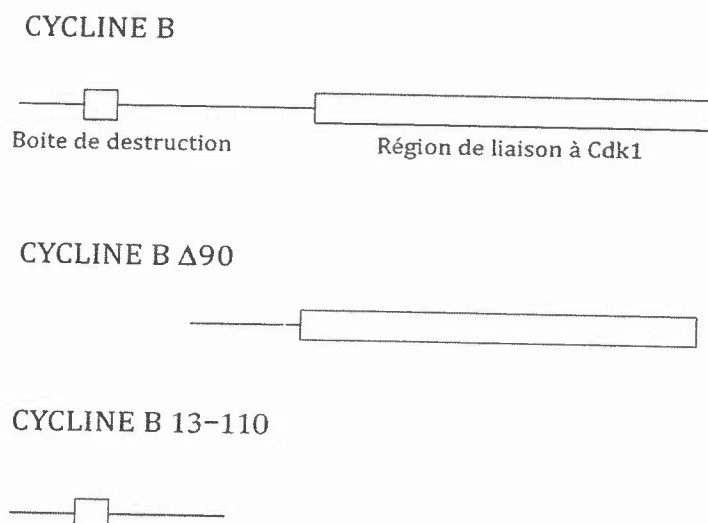 CYCLINE B
Boite de destruction
Région de liaison à Cdk1
CYCLINE B Δ90
CYCLINE B 13-110